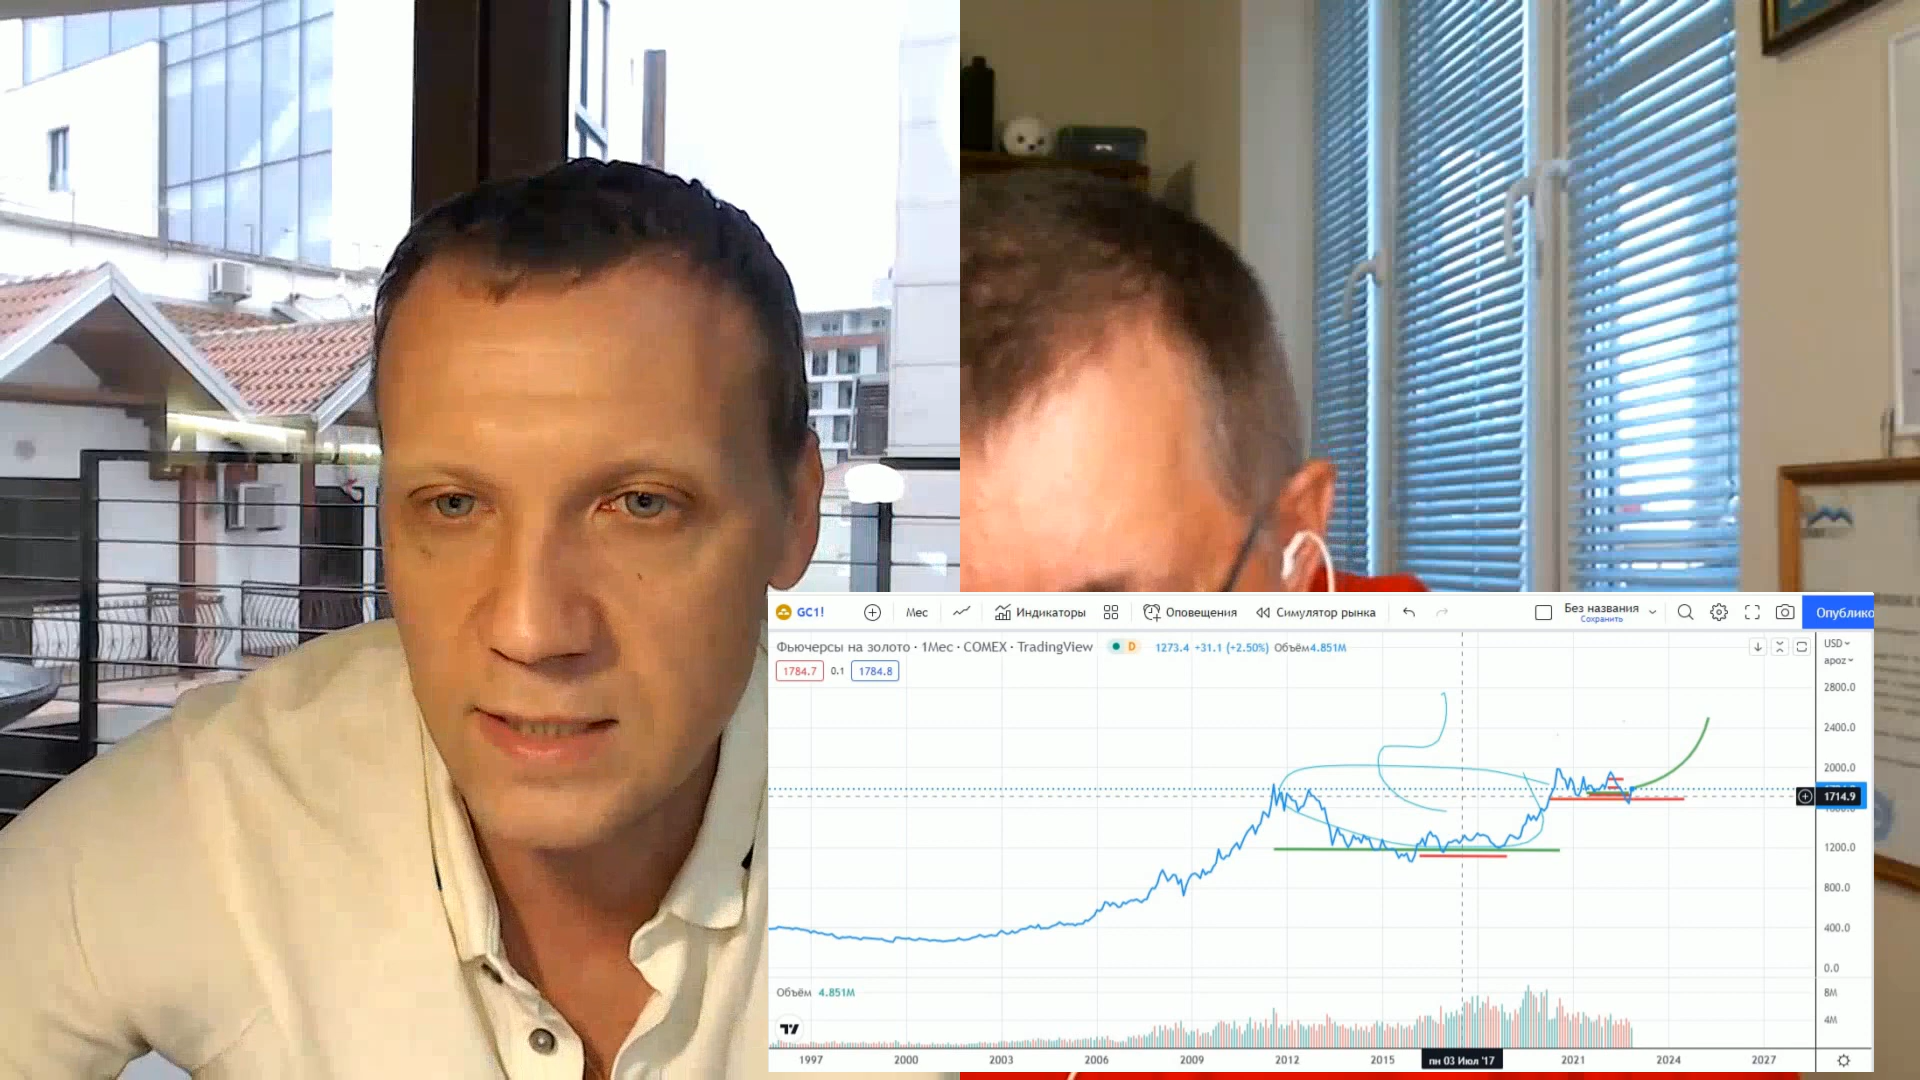 GC1! Мес Индикаторы Оповещения Симулятор рынка Без названия Опублико
Сохранить
Фьючерсы на золото · 1Мес · COMEX · TradingView D 1273.4 +31.1 (+2.50%) Объём4.851M
USD
apoz
1784.7 0.1 1784.8
2800.0
2400.0
2000.0
1714.9
1200.0
800.0
400.0
0.0
Объём 4.851M
8M
4M
1997 2000 2003 2006 2009 2012 2015 пн 03 Июл '17 2021 2024 2027